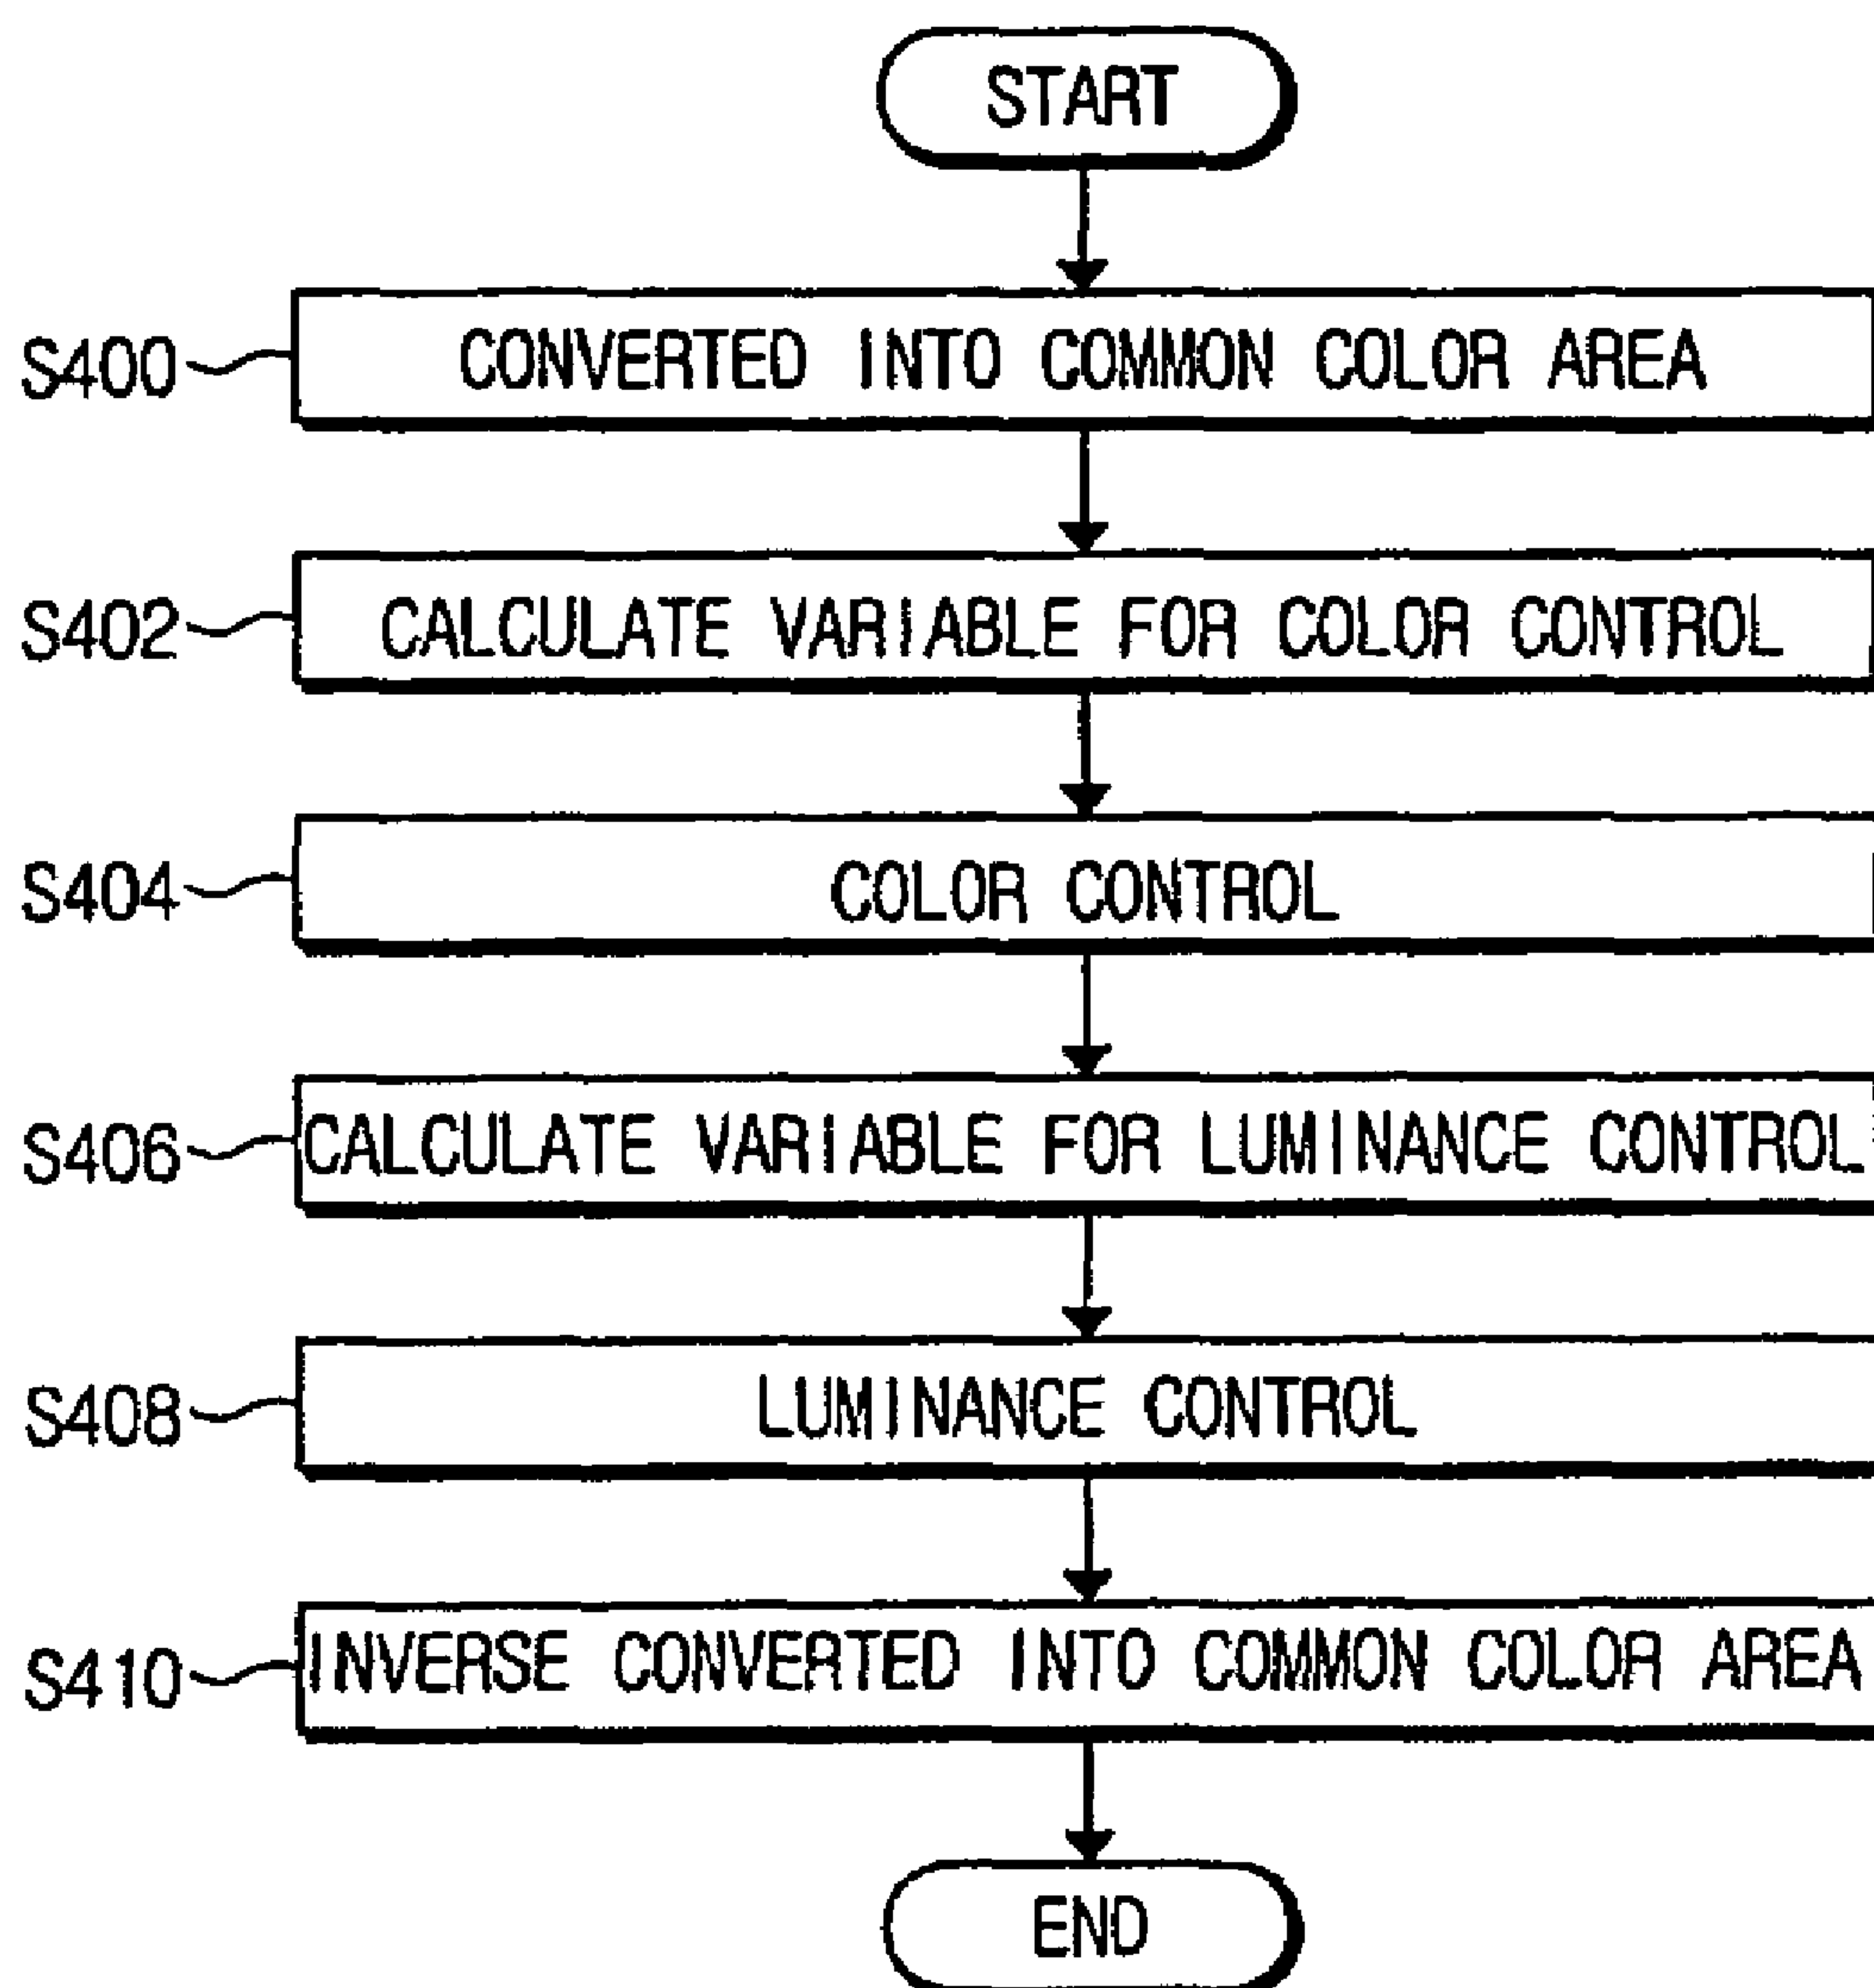 START
S400 CONVERTED INTO COMMON COLOR AREA
S402 CALCULATE VARIABLE FOR COLOR CONTROL
S404 COLOR CONTROL
S406 CALCULATE VARIABLE FOR LUMINANCE CONTROL
S408 LUMINANCE CONTROL
S410 INVERSE CONVERTED INTO COMMON COLOR AREA
END